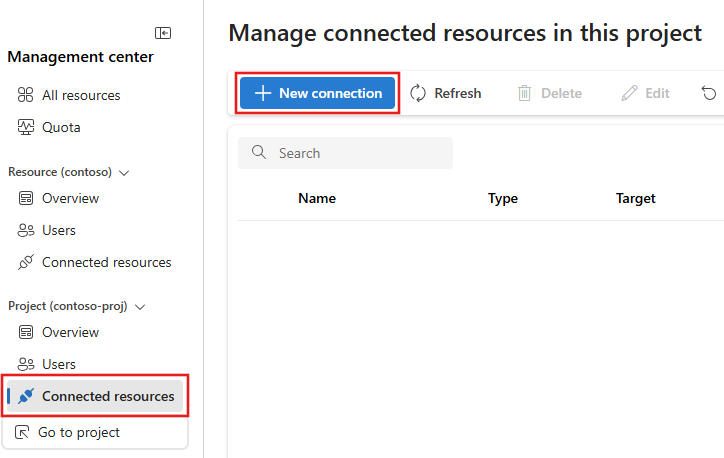 Management center
All resources
Quota
Resource (contoso)
Overview
Users
Connected resources
Project (contoso-proj)
Overview
Users
Connected resources
Go to project
Manage connected resources in this project
New connection Refresh Delete Edit
Search
Name Type Target